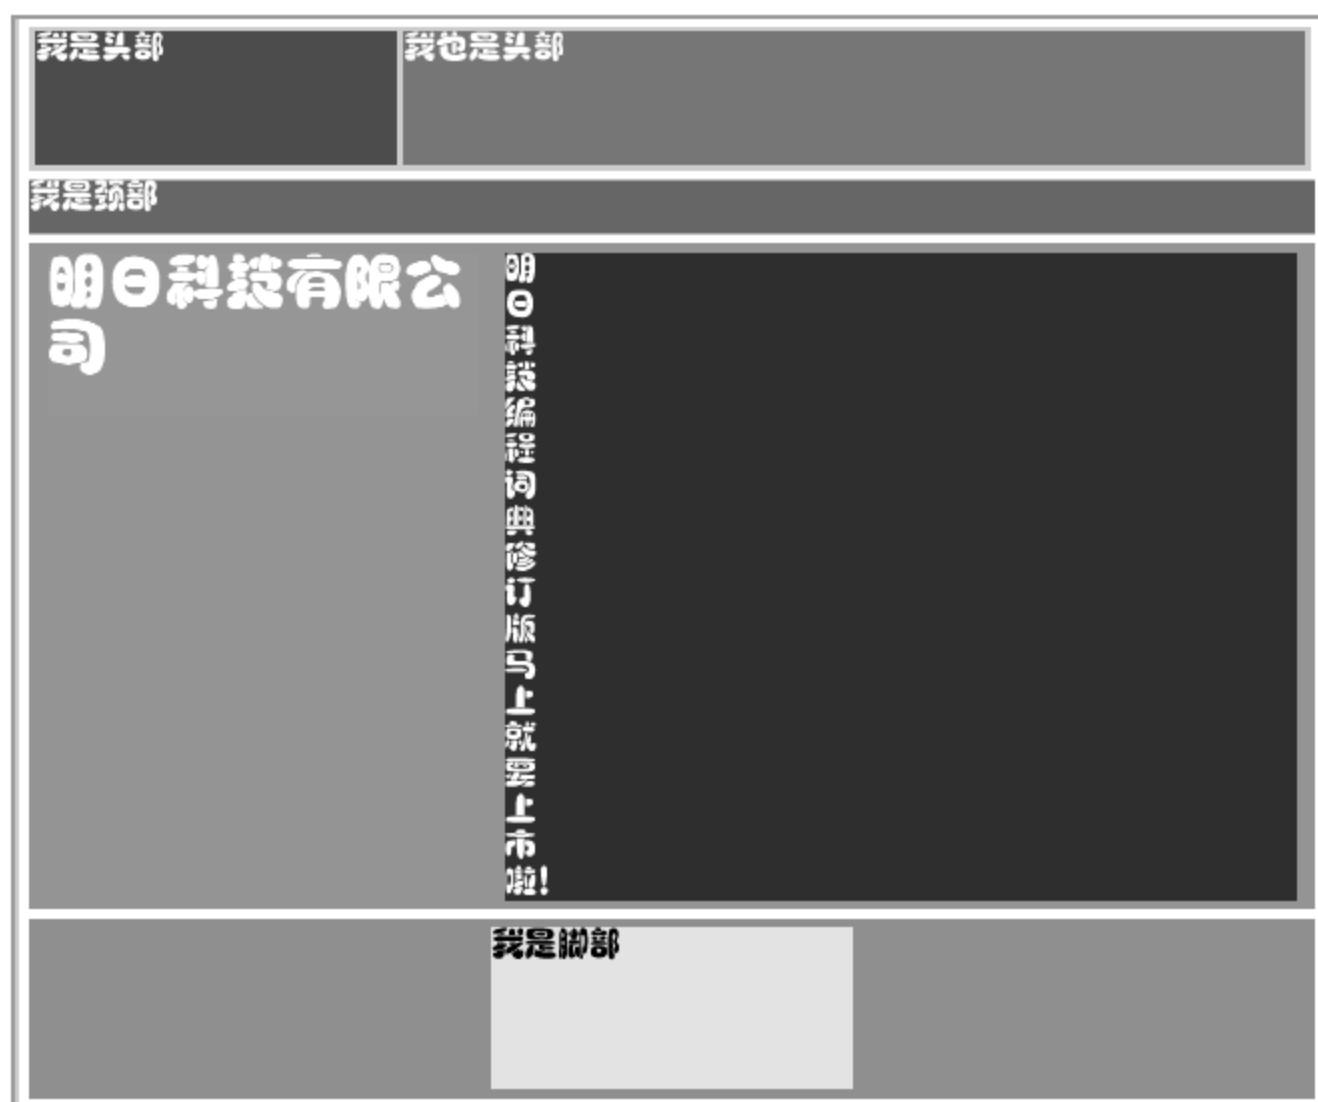 我是头部
我也是头部
我是颈部
明日科技有限公
司
明
日
科
技
编
程
词
典
修
订
版
马
上
就
要
上
市
啦!
我是脚部